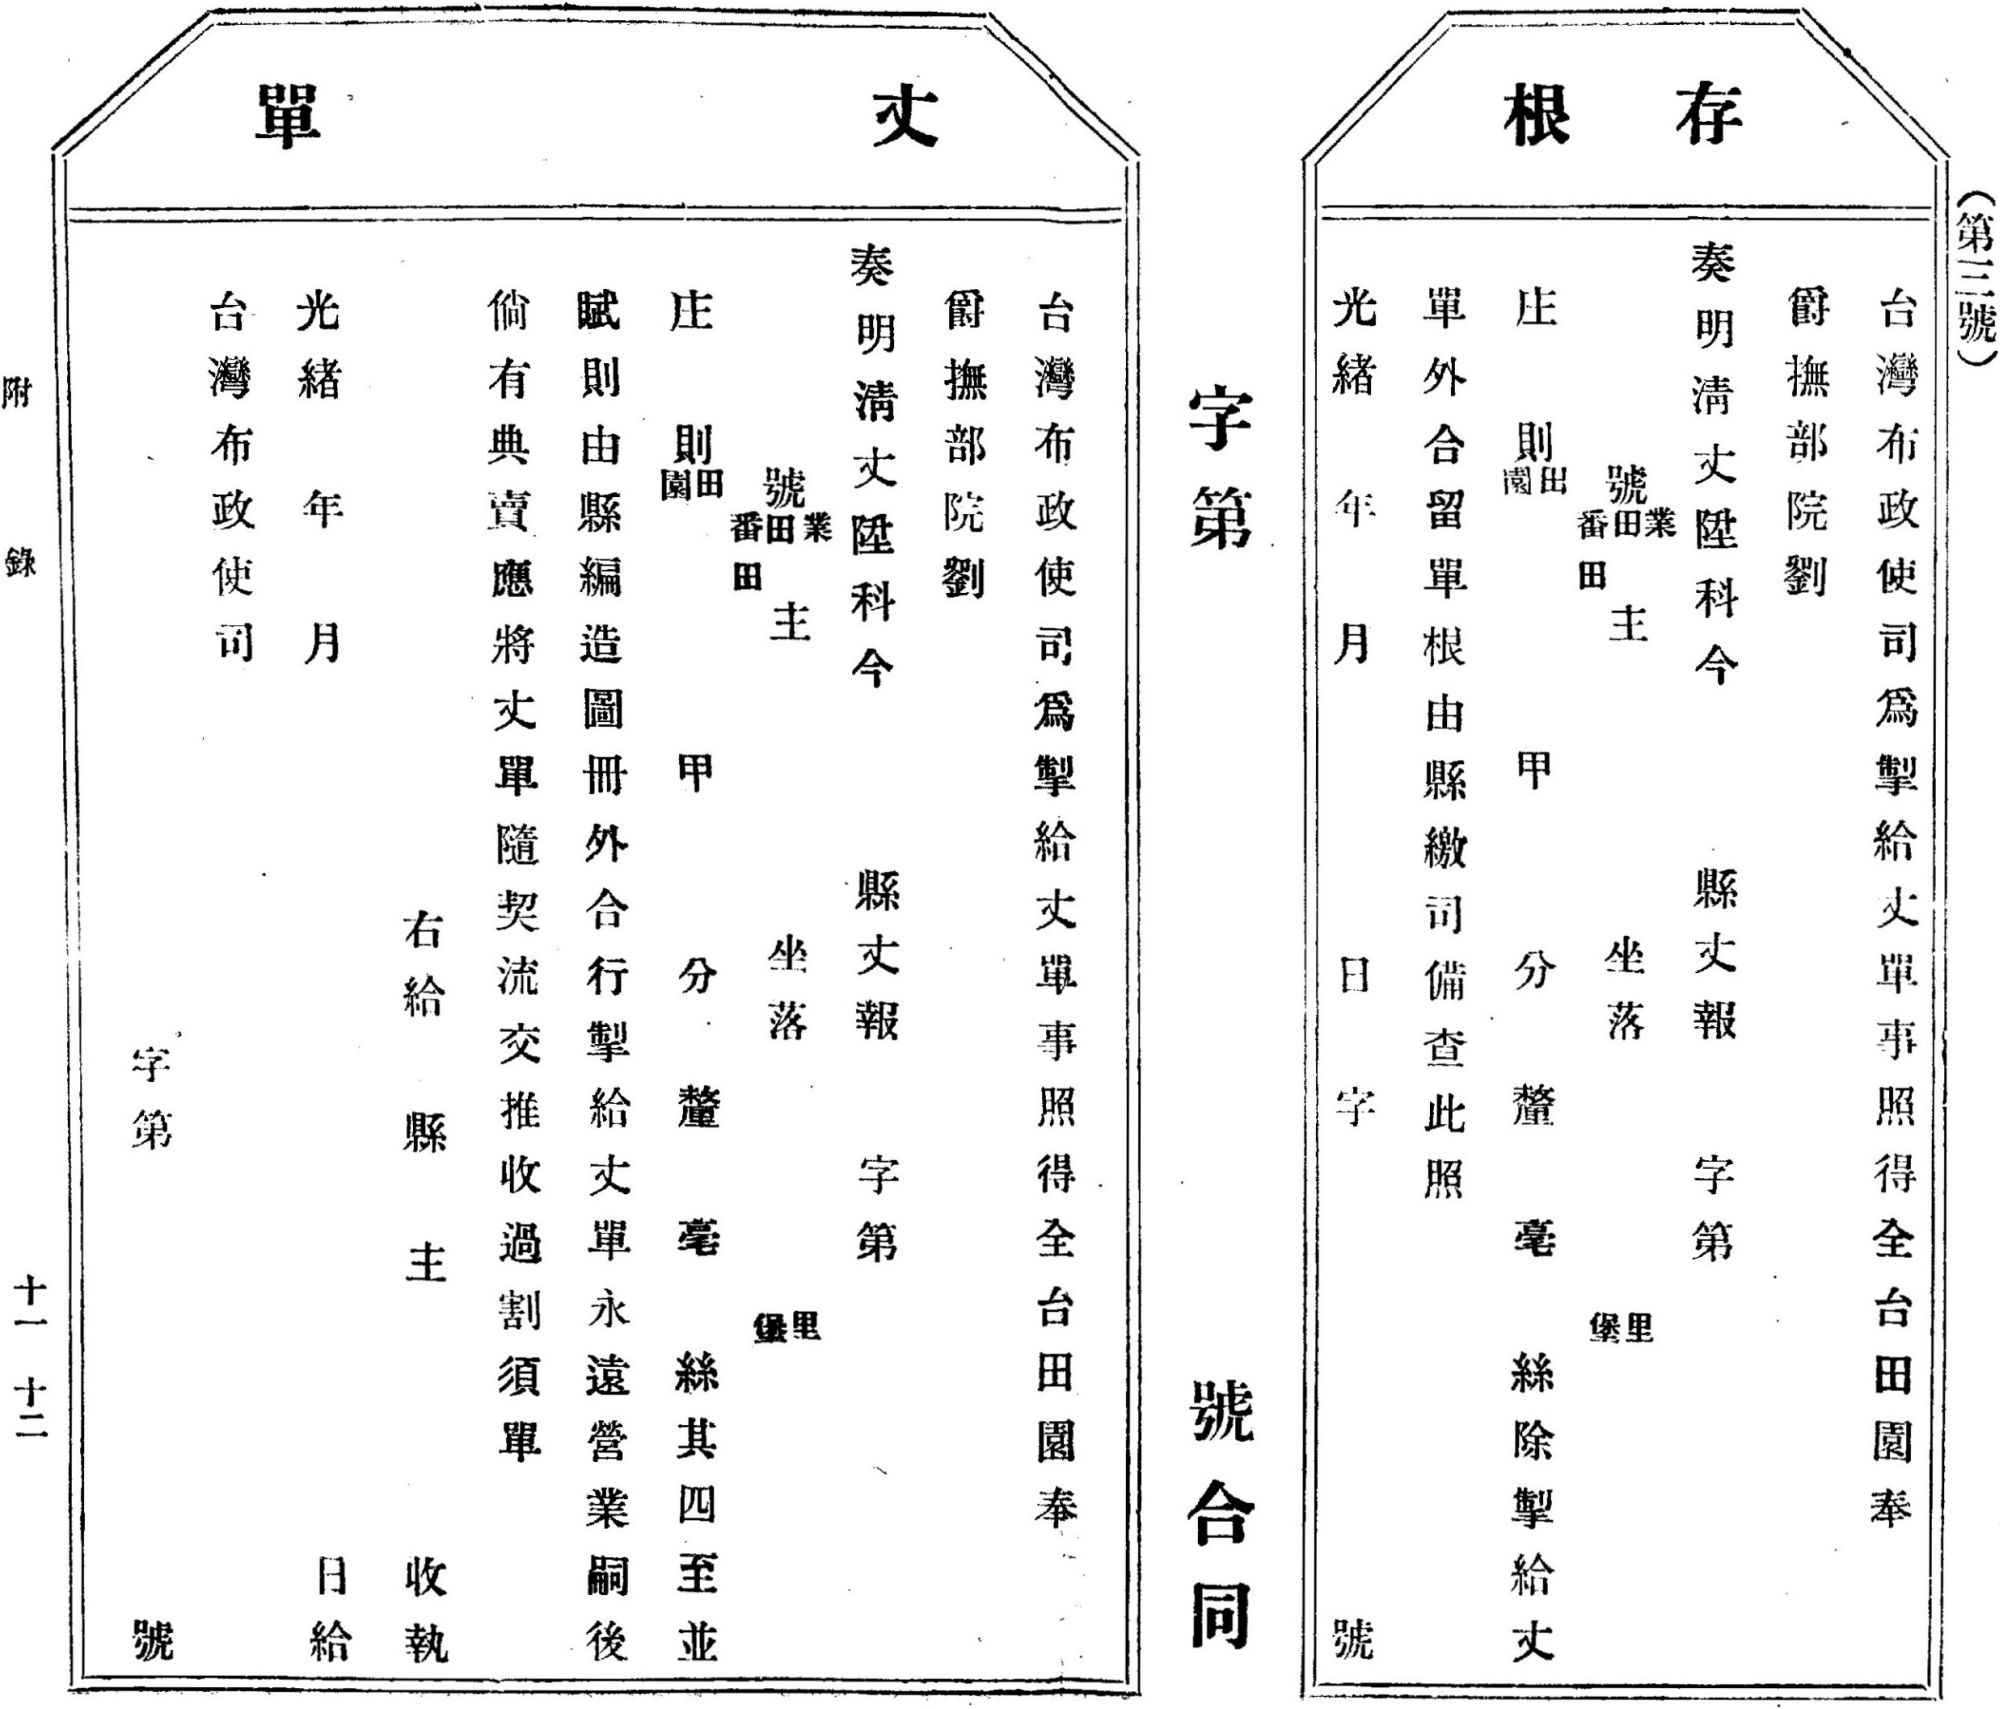 （第三號）
存根
台灣布政使司爲掣給丈單事照得全台田園奉
爵撫部院劉
奏明淸丈陞科今 縣丈報 字第
號業田番田主 坐落 里堡
庄 則田園 甲 分 釐 毫 絲除掣給丈
單外合留單根由縣繳司備查此照
光緒 年 月 日 字 號
字第 號合同
丈單
台灣布政使司爲掣給丈單事照得全台田園奉
爵撫部院劉
奏明淸丈陞科今 縣丈報 字第
號業田番田主 坐落 里堡
庄 則田園 甲 分 釐 毫 絲其四至並
賦則由縣編造圖冊外合行掣給丈單永遠營業嗣後
倘有典賣應將丈單隨契流交推收過割須單
右給 縣 主 收執
光緒 年 月 日給
台灣布政使司
字第 號
附錄
十一 十二